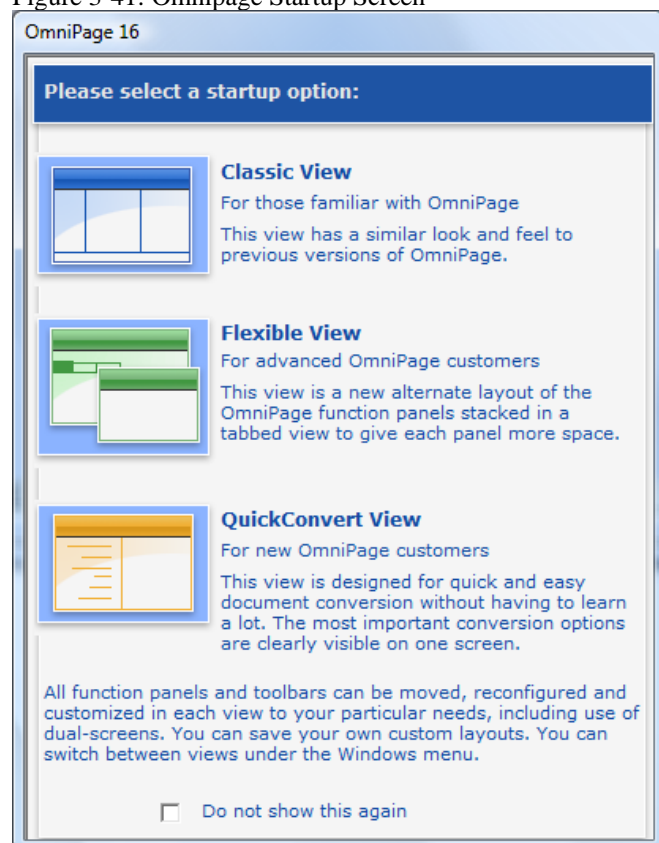 Figure 3-41: Omnipage Startup Screen
OmniPage 16
Please select a startup option:
Classic View
For those familiar with OmniPage
This view has a similar look and feel to
previous versions of OmniPage.
Flexible View
For advanced OmniPage customers
This view is a new alternate layout of the
OmniPage function panels stacked in a
tabbed view to give each panel more space.
QuickConvert View
For new OmniPage customers
This view is designed for quick and easy
document conversion without having to learn
a lot. The most important conversion options
are clearly visible on one screen.
All function panels and toolbars can be moved, reconfigured and
customized in each view to your particular needs, including use of
dual-screens. You can save your own custom layouts. You can
switch between views under the Windows menu.
Do not show this again